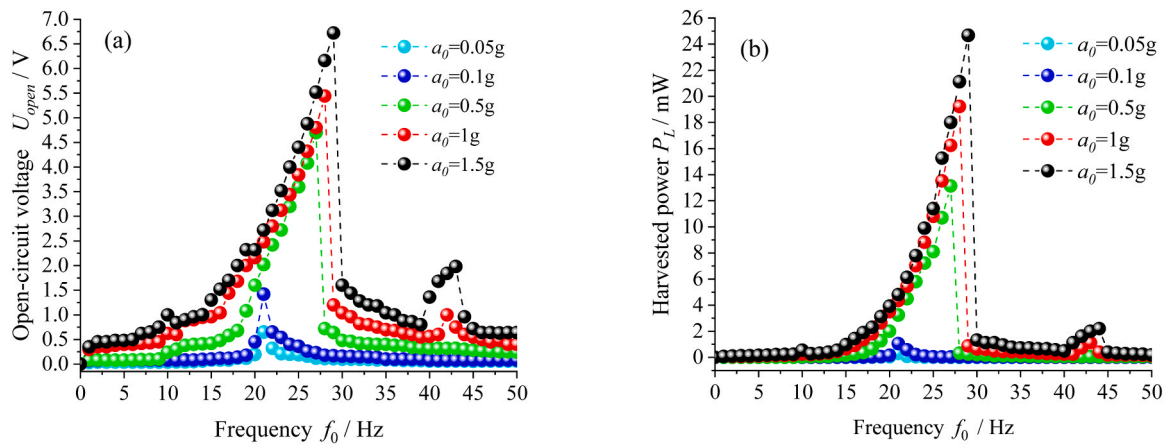 (a)
Open-circuit voltage U_open / V
7.0
6.5
6.0
5.5
5.0
4.5
4.0
3.5
3.0
2.5
2.0
1.5
1.0
0.5
0.0
a_0=0.05g
a_0=0.1g
a_0=0.5g
a_0=1g
a_0=1.5g
0 5 10 15 20 25 30 35 40 45 50
Frequency f_0 / Hz
(b)
Harvested power P_L / mW
26
24
22
20
18
16
14
12
10
8
6
4
2
0
a_0=0.05g
a_0=0.1g
a_0=0.5g
a_0=1g
a_0=1.5g
0 5 10 15 20 25 30 35 40 45 50
Frequency f_0 / Hz